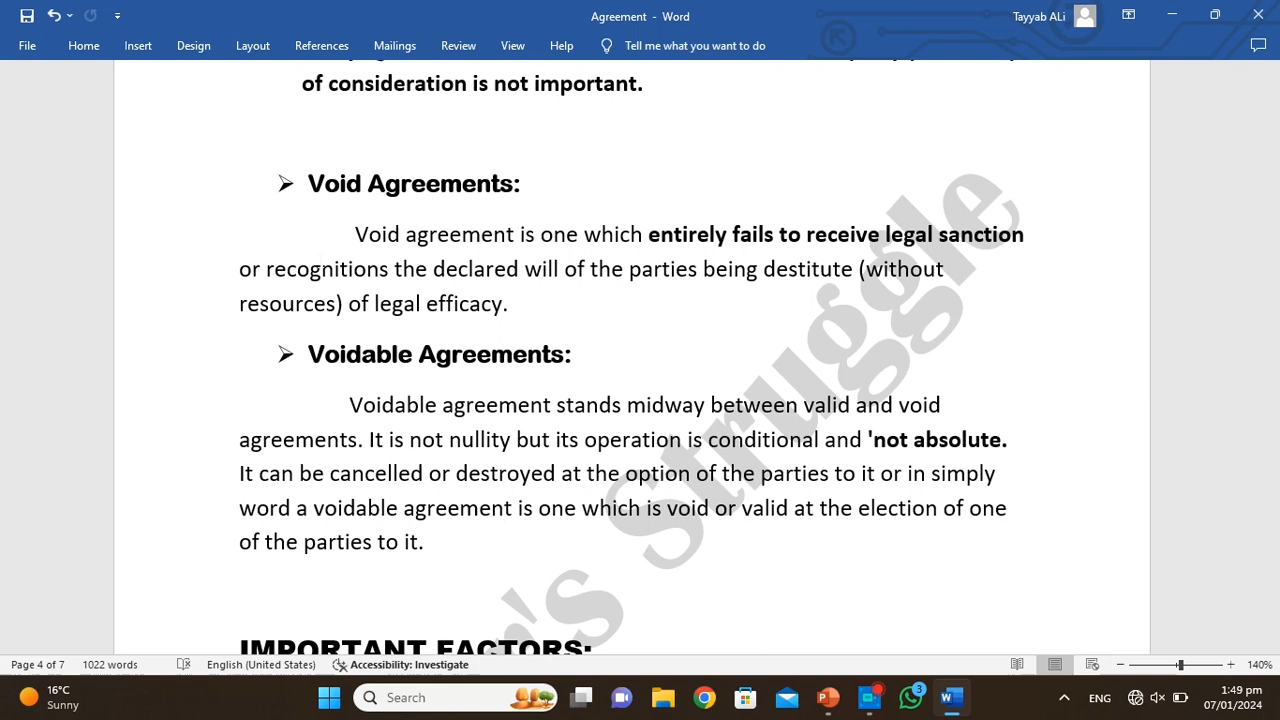 Agreement - Word
Tayyab ALi
File Home Insert Design Layout References Mailings Review View Help Tell me what you want to do
of consideration is not important.
➢ Void Agreements:
Void agreement is one which entirely fails to receive legal sanction
or recognitions the declared will of the parties being destitute (without
resources) of legal efficacy.
➢ Voidable Agreements:
Voidable agreement stands midway between valid and void
agreements. It is not nullity but its operation is conditional and 'not absolute.
It can be cancelled or destroyed at the option of the parties to it or in simply
word a voidable agreement is one which is void or valid at the election of one
of the parties to it.
's Struggle
IMPORTANT FACTORS:
Page 4 of 7 1022 words English (United States) Accessibility: Investigate 140%
16°C
Sunny
Search
3
ENG
1:49 pm
07/01/2024